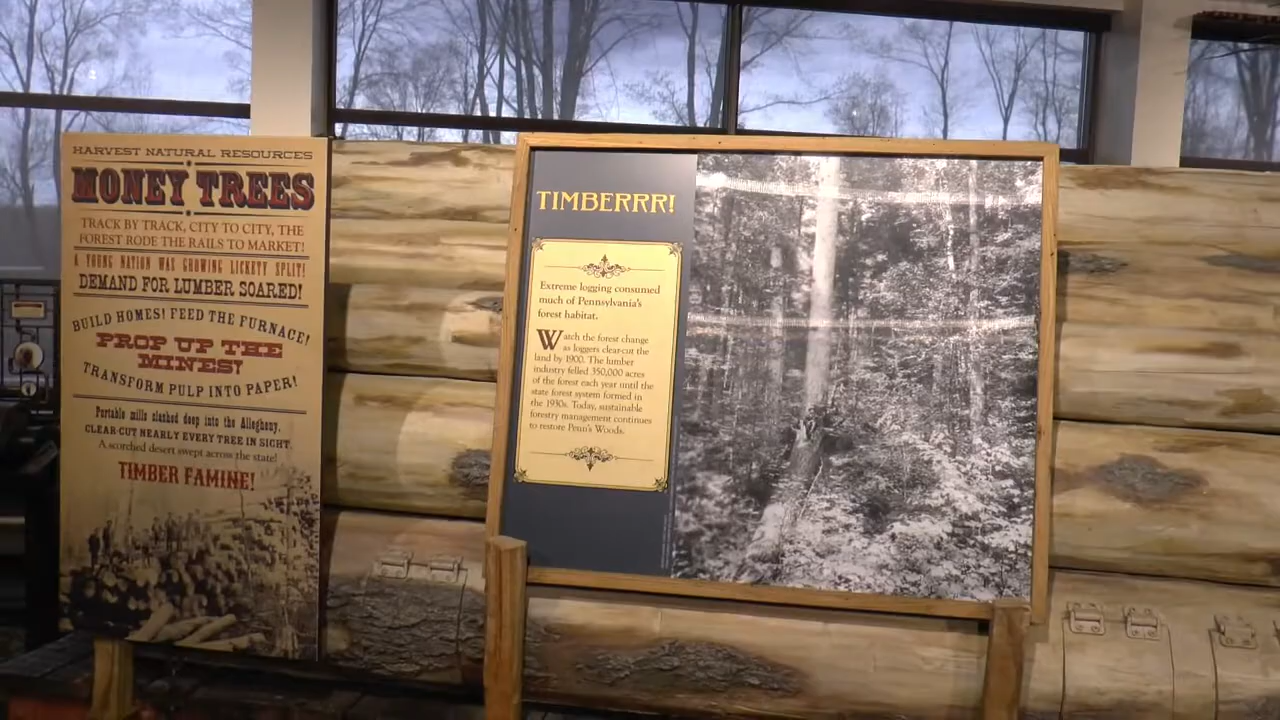 HARVEST NATURAL RESOURCES
MONEY TREES
TRACK BY TRACK, CITY TO CITY, THE
FOREST RODE THE RAILS TO MARKET!
A YOUNG NATION WAS GROWING LICKETY SPLIT!
DEMAND FOR LUMBER SOARED!
BUILD HOMES! FEED THE FURNACE!
PROP UP THE
MINES!
TRANSFORM PULP INTO PAPER!
Portable mills slashed deep into the Allegheny,
CLEAR-CUT NEARLY EVERY TREE IN SIGHT.
A scorched desert swept across the state!
TIMBER FAMINE!
TIMBERRR!
Extreme logging consumed
much of Pennsylvania's
forest habitat.
Watch the forest change
as loggers clear-cut the
land by 1900. The lumber
industry felled 350,000 acres
of the forest each year until the
state forest system formed in
the 1930s. Today, sustainable
forestry management continues
to restore Penn's Woods.